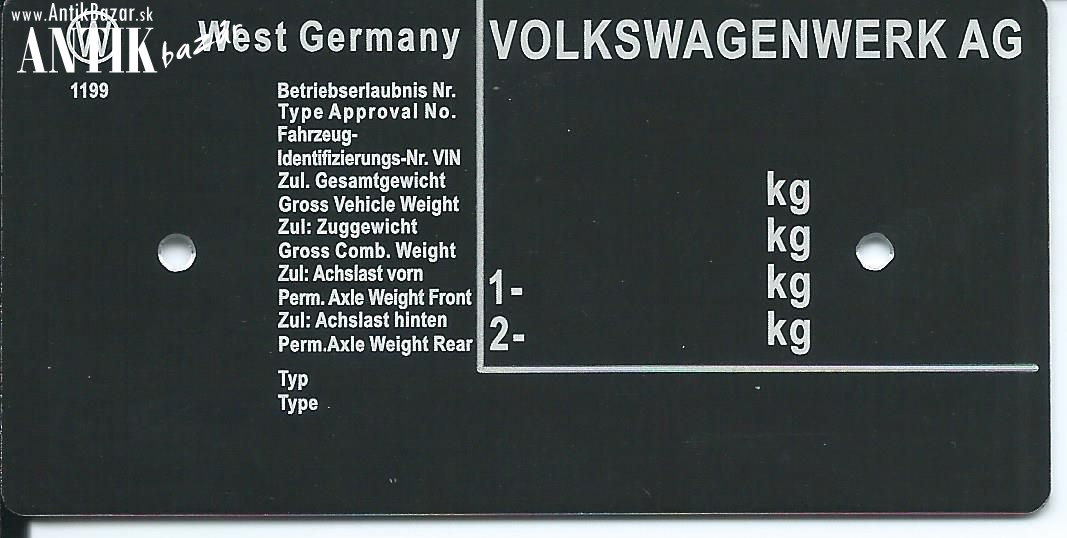 www.AntikBazar.sk
ANTIK bazár
West Germany
VOLKSWAGENWERK AG
1199
Betriebserlaubnis Nr.
Type Approval No.
Fahrzeug-
Identifizierungs-Nr. VIN
Zul. Gesamtgewicht
Gross Vehicle Weight
kg
Zul: Zuggewicht
Gross Comb. Weight
kg
Zul: Achslast vorn
Perm. Axle Weight Front
1- kg
Zul: Achslast hinten
Perm.Axle Weight Rear
2- kg
Typ
Type